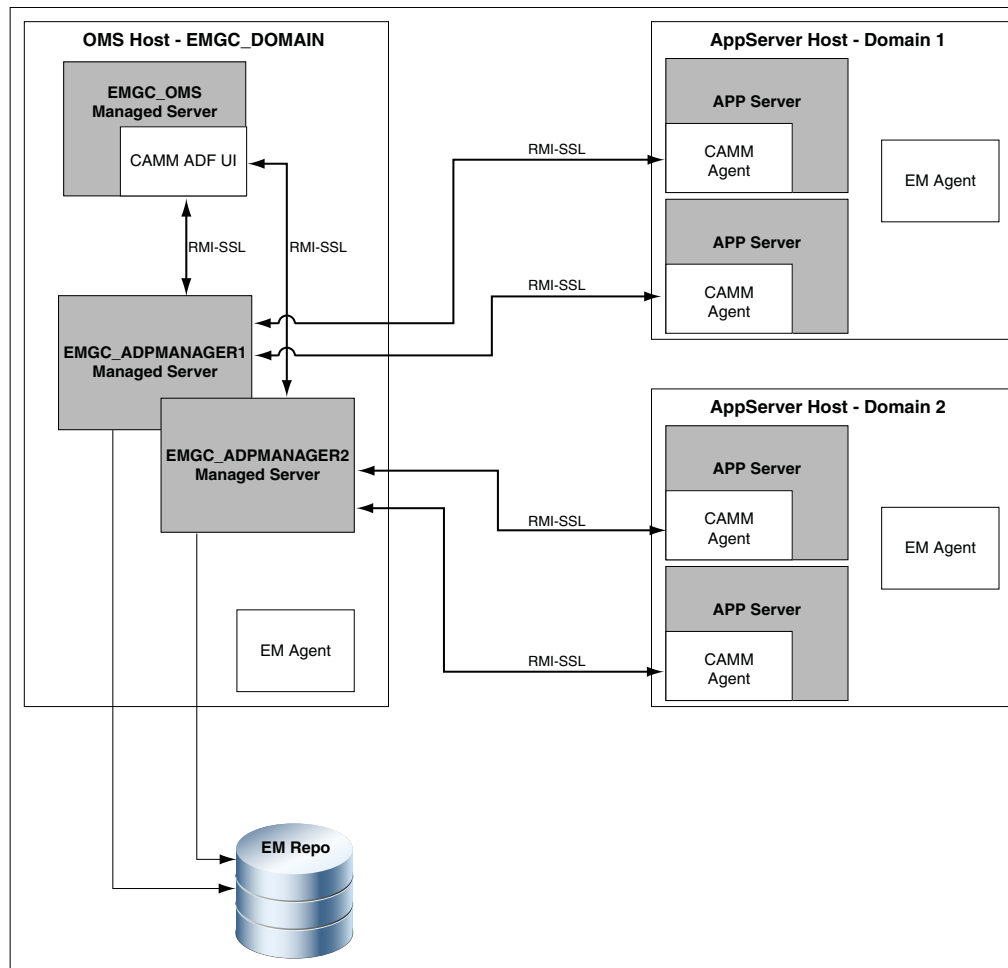 OMS Host - EMGC_DOMAIN
EMGC_OMS
Managed Server
CAMM ADF UI
RMI-SSL
RMI-SSL
EMGC_ADPMANAGER1
Managed Server
EMGC_ADPMANAGER2
Managed Server
EM Agent
EM Repo
RMI-SSL
RMI-SSL
RMI-SSL
RMI-SSL
AppServer Host - Domain 1
APP Server
CAMM
Agent
EM Agent
APP Server
CAMM
Agent
AppServer Host - Domain 2
APP Server
CAMM
Agent
EM Agent
APP Server
CAMM
Agent